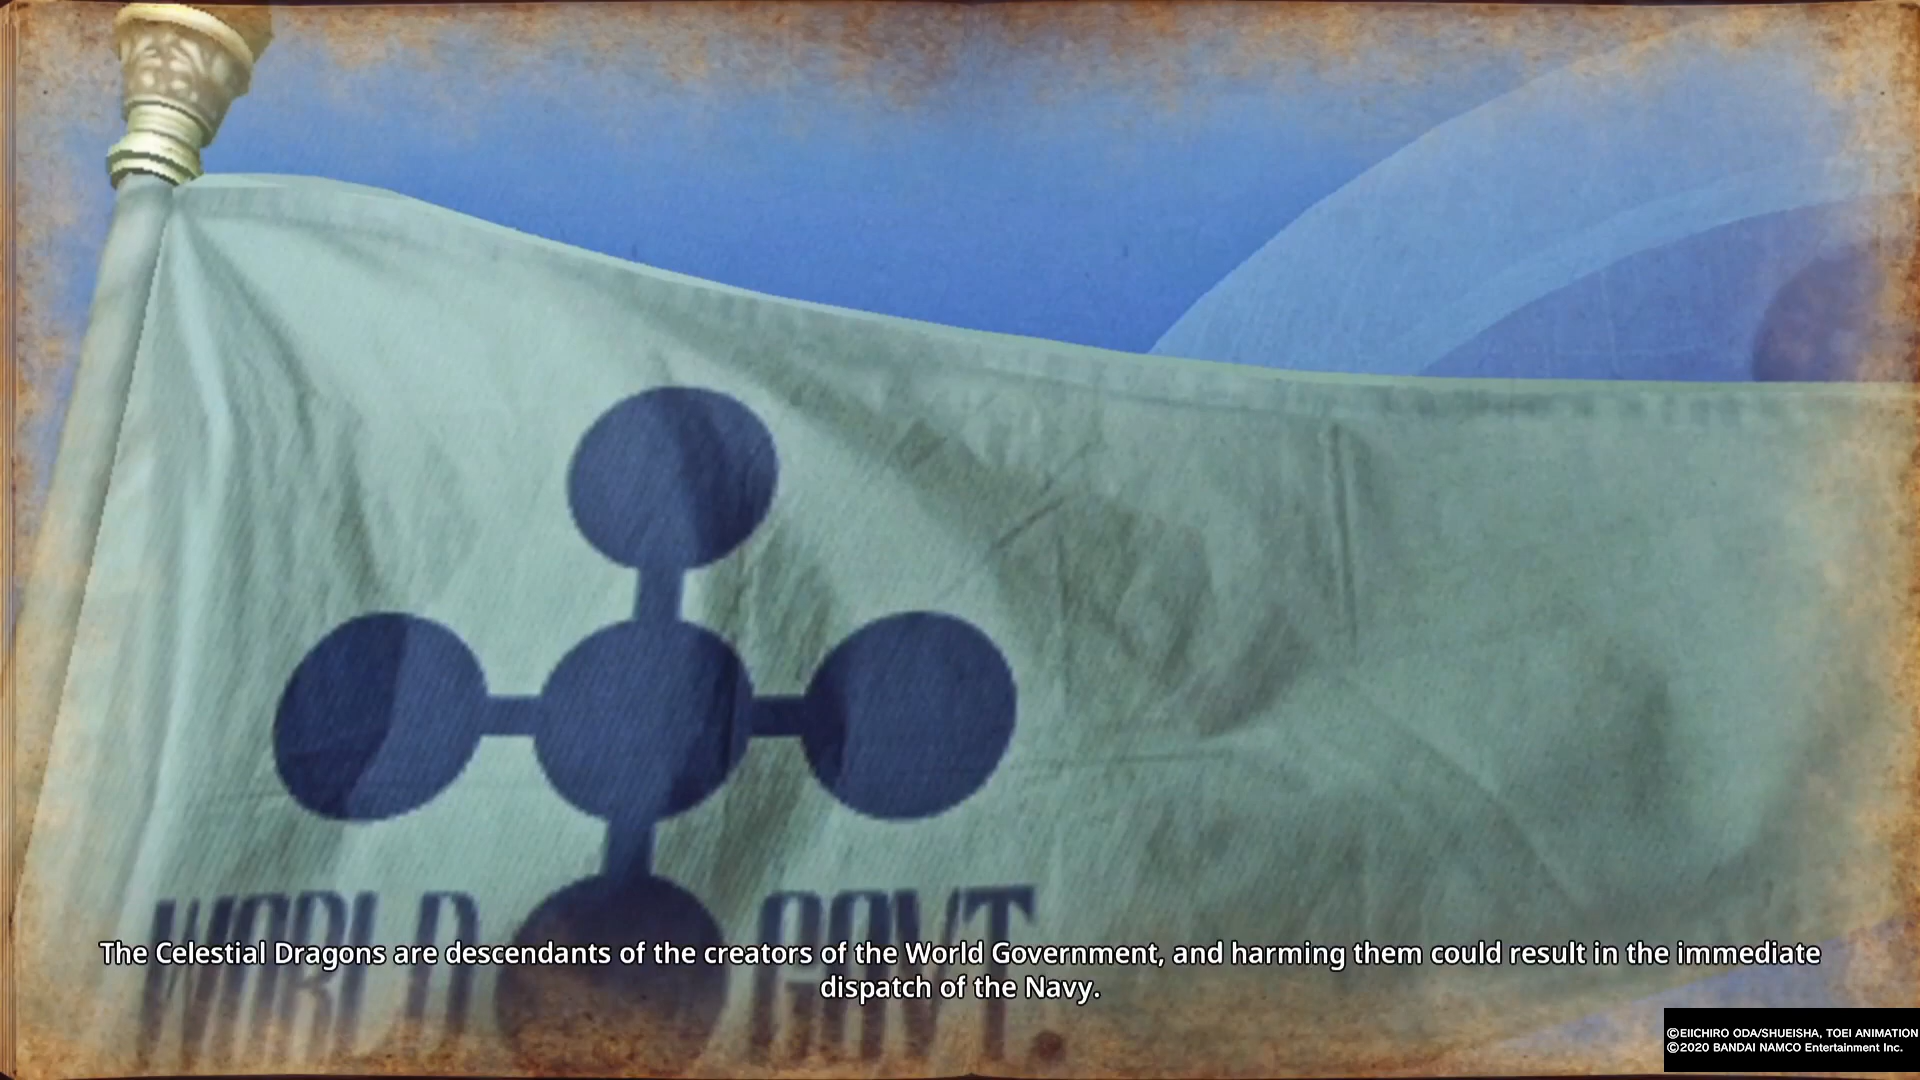 WORLD GOVT.
The Celestial Dragons are descendants of the creators of the World Government, and harming them could result in the immediate
dispatch of the Navy.
©EIICHIRO ODA/SHUEISHA, TOEI ANIMATION
©2020 BANDAI NAMCO Entertainment Inc.